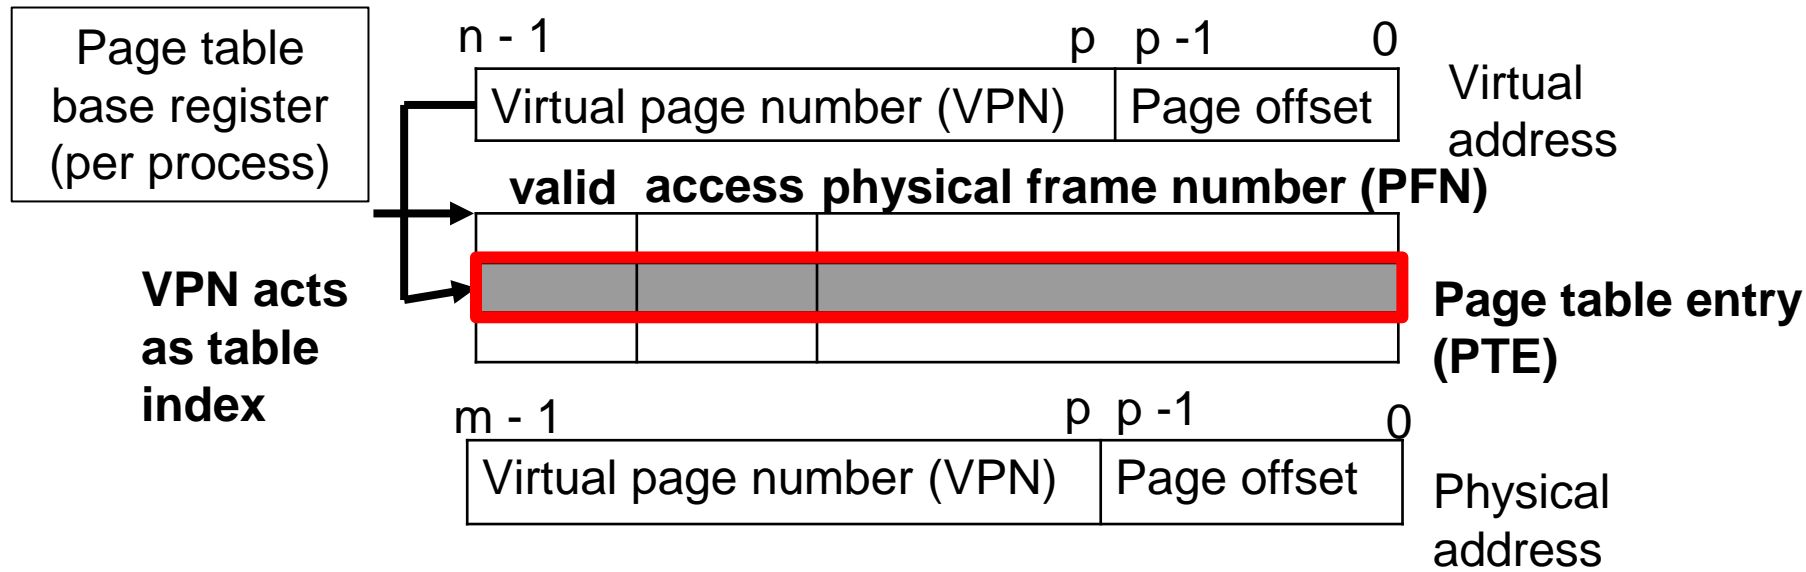 Page table
base register
(per process)
n - 1 p p -1 0
Virtual page number (VPN) Page offset
Virtual
address
valid access physical frame number (PFN)
VPN acts
as table
index
Page table entry
(PTE)
m - 1 p p -1 0
Virtual page number (VPN) Page offset
Physical
address